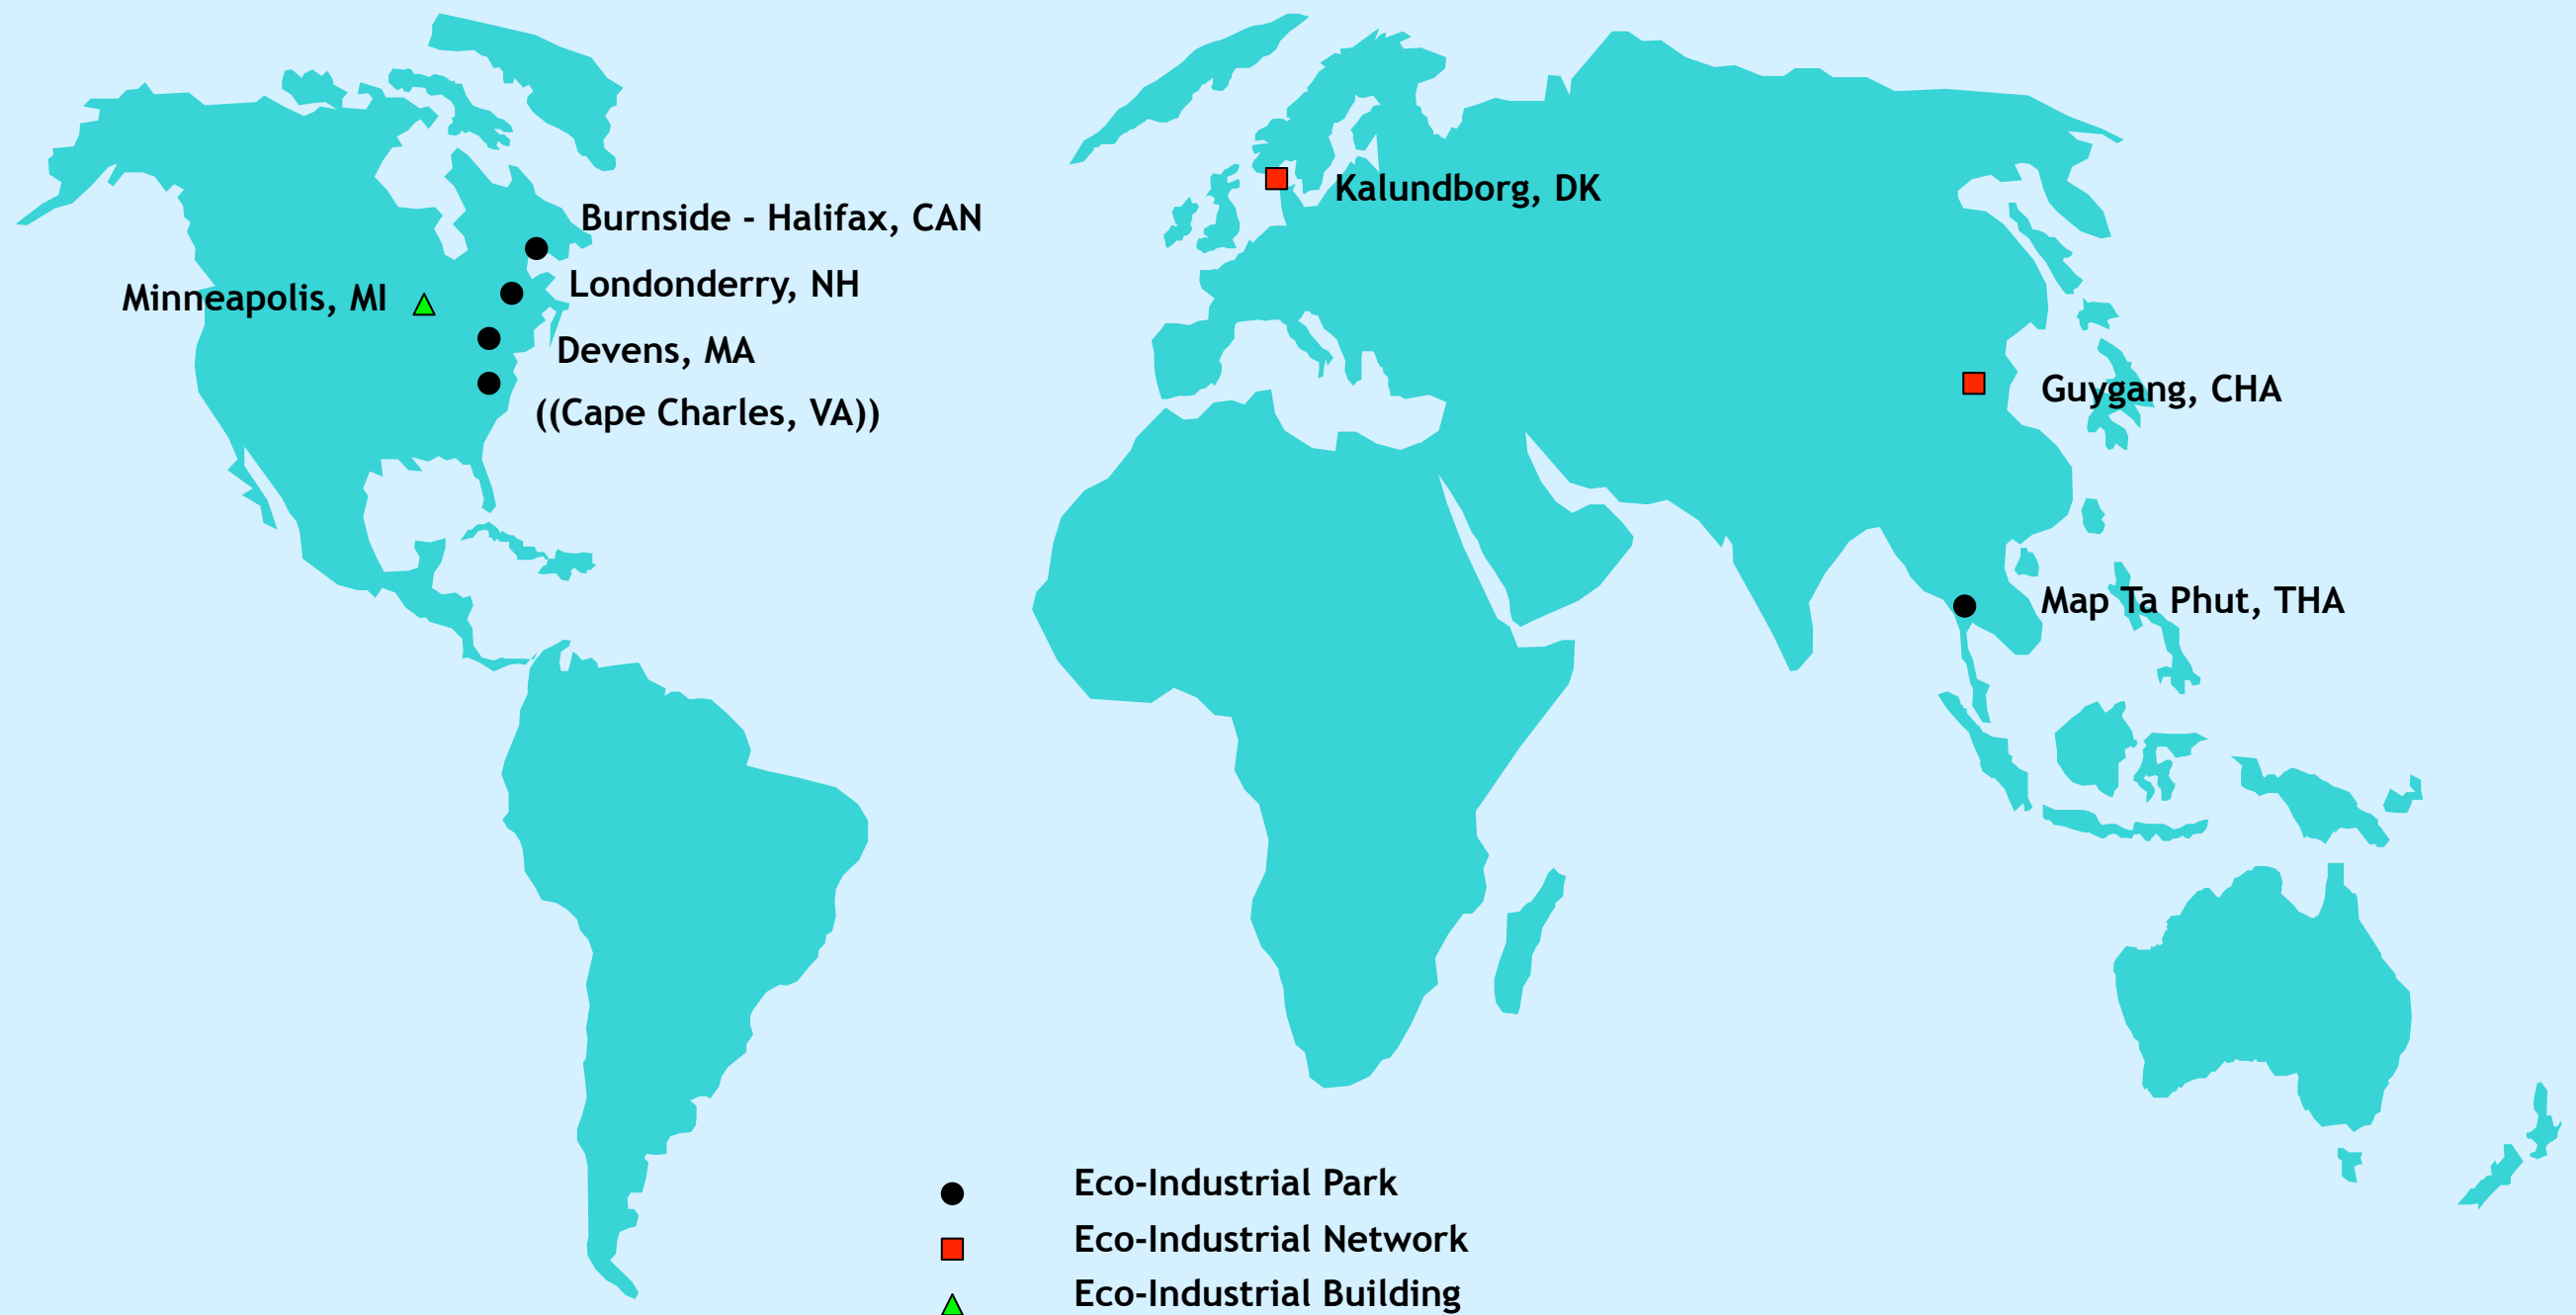 Kalundborg, DK
Burnside - Halifax, CAN
Londonderry, NH
Minneapolis, MI
Devens, MA
((Cape Charles, VA))
Guygang, CHA
Map Ta Phut, THA
Eco-Industrial Park
Eco-Industrial Network
Eco-Industrial Building